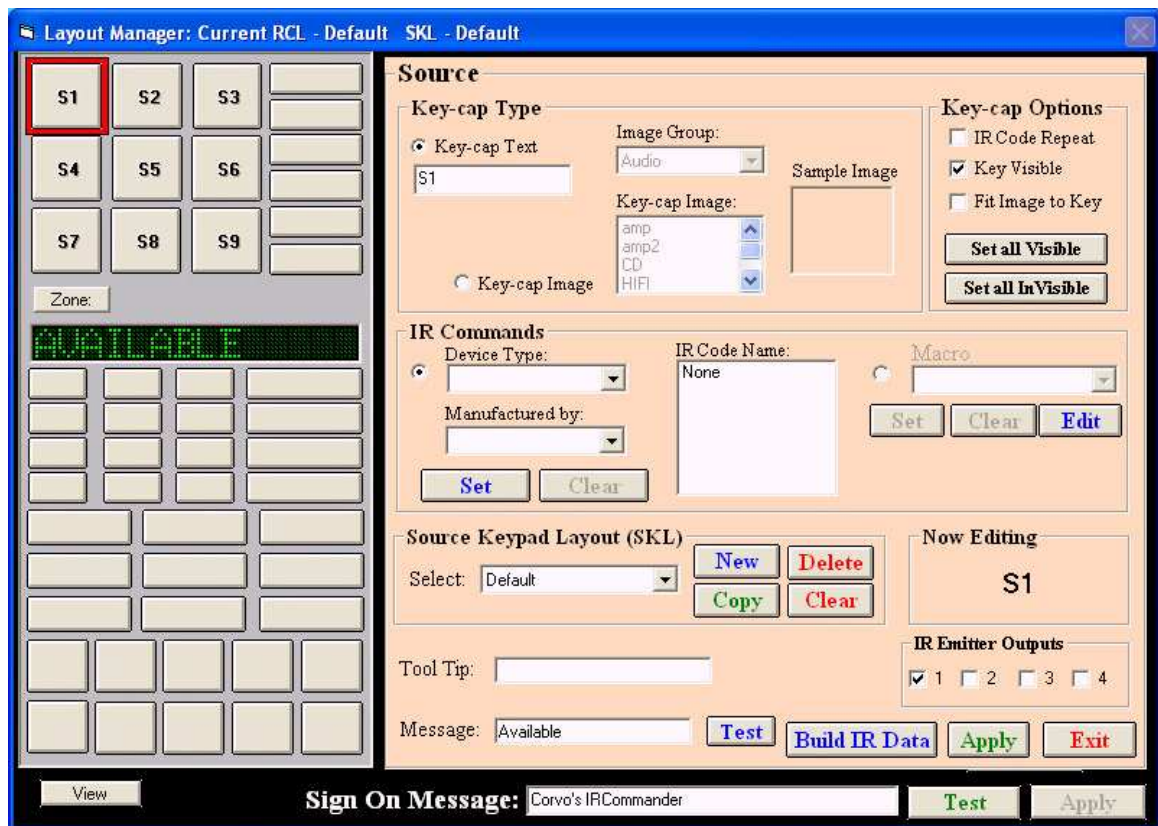 Layout Manager: Current RCL - Default SKL - Default
S1 S2 S3
S4 S5 S6
S7 S8 S9
Zone:
AVAILABLE
View
Source
Key-cap Type
Key-cap Text
S1
Key-cap Image
Image Group:
Audio
Key-cap Image:
amp
amp2
CD
HIFI
Sample Image
Key-cap Options
IR Code Repeat
Key Visible
Fit Image to Key
Set all Visible
Set all InVisible
IR Commands
Device Type:
Manufactured by:
Set Clear
IR Code Name:
None
Macro
Set Clear Edit
Source Keypad Layout (SKL)
Select: Default
New Delete
Copy Clear
Now Editing
S1
Tool Tip:
IR Emitter Outputs
1 2 3 4
Message: Available Test Build IR Data Apply Exit
Sign On Message: Corvo's IRCommander Test Apply